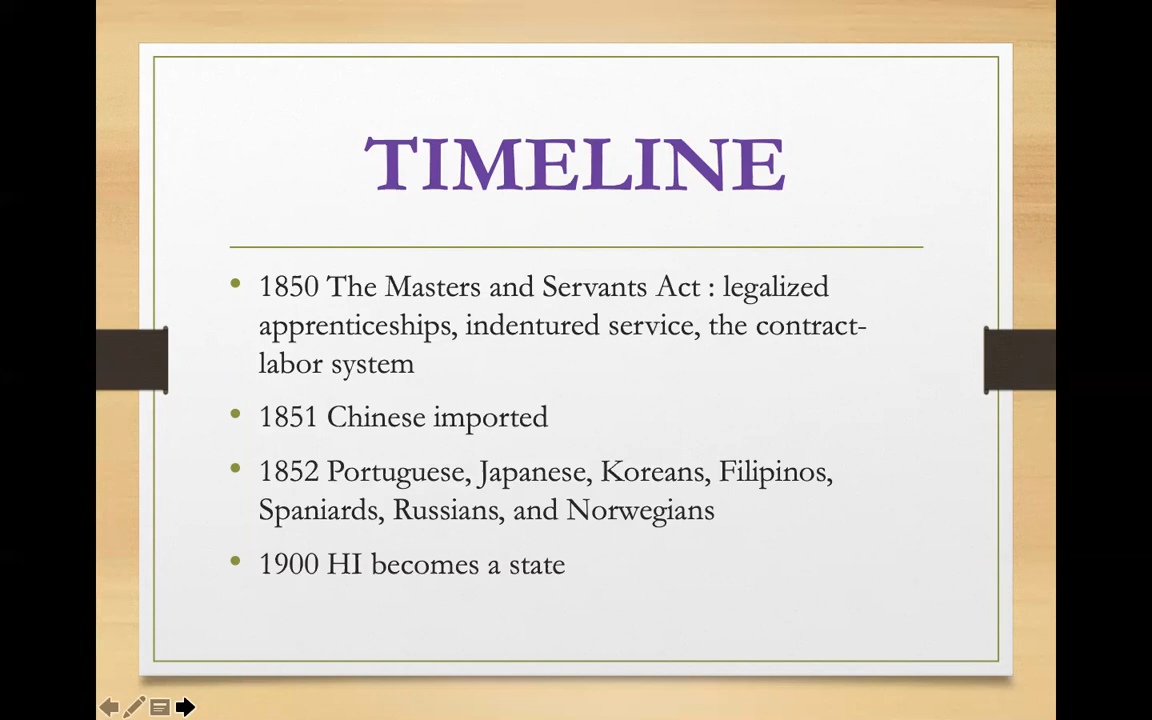 TIMELINE
• 1850 The Masters and Servants Act : legalized
apprenticeships, indentured service, the contract-
labor system
• 1851 Chinese imported
• 1852 Portuguese, Japanese, Koreans, Filipinos,
Spaniards, Russians, and Norwegians
• 1900 HI becomes a state